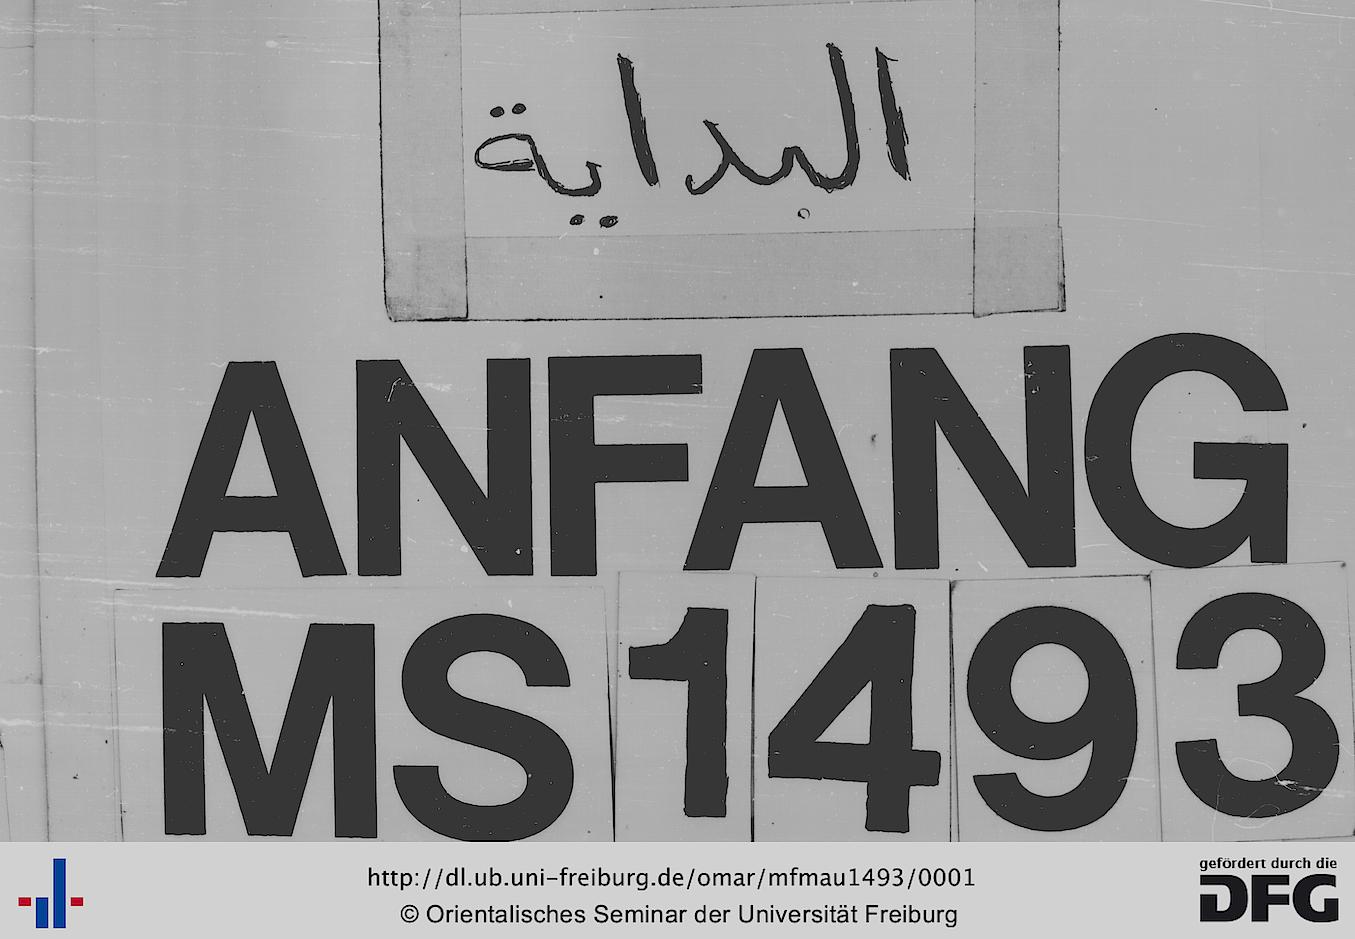 البداية
ANFANG
MS 1493
http://dl.ub.uni-freiburg.de/omar/mfmau1493/0001
© Orientalisches Seminar der Universität Freiburg
gefördert durch die
DFG